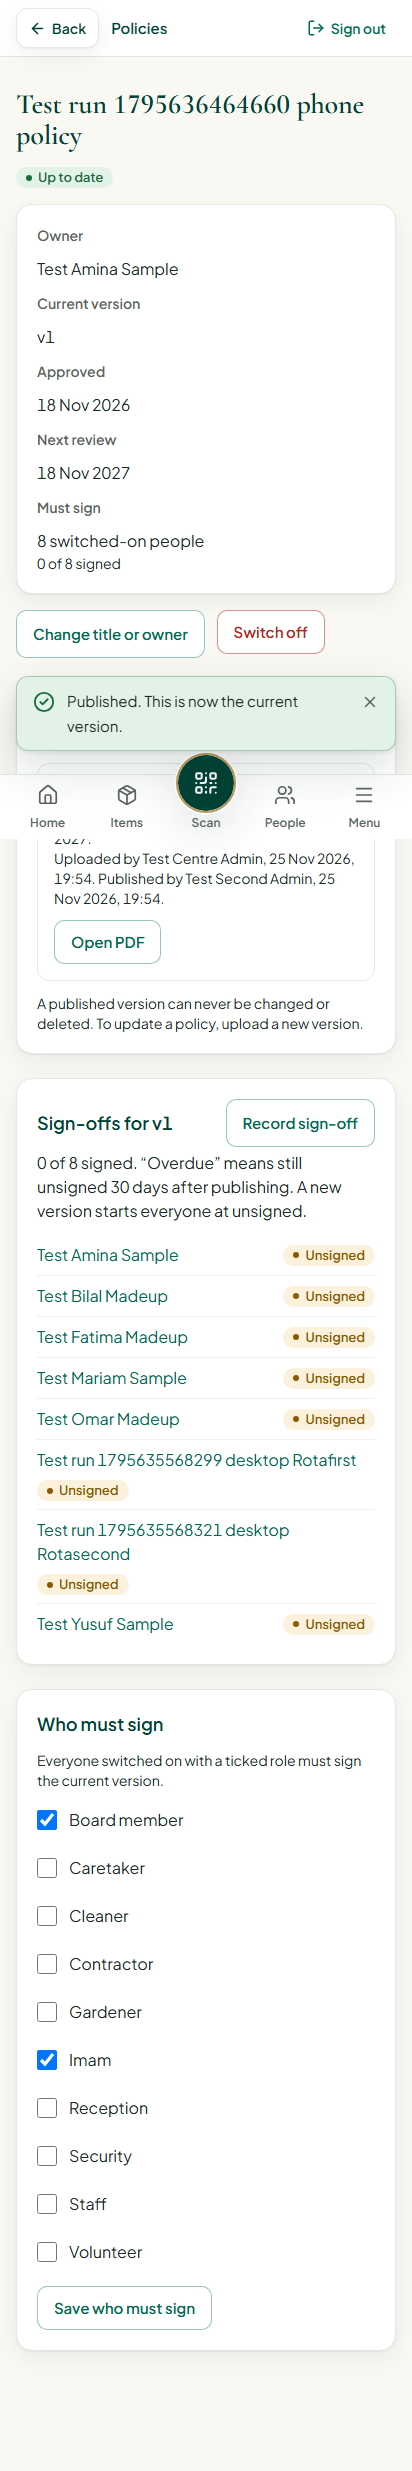 Back
Policies
Sign out
Test run 1795636464660 phone
policy
Up to date
Owner
Test Amina Sample
Current version
v1
Approved
18 Nov 2026
Next review
18 Nov 2027
Must sign
8 switched-on people
0 of 8 signed
Change title or owner
Switch off
Published. This is now the current
version.
Home
Items
Scan
People
Menu
2027.
Uploaded by Test Centre Admin, 25 Nov 2026,
19:54. Published by Test Second Admin, 25
Nov 2026, 19:54.
Open PDF
A published version can never be changed or
deleted. To update a policy, upload a new version.
Sign-offs for v1
Record sign-off
0 of 8 signed. “Overdue” means still
unsigned 30 days after publishing. A new
version starts everyone at unsigned.
Test Amina Sample
Unsigned
Test Bilal Madeup
Unsigned
Test Fatima Madeup
Unsigned
Test Mariam Sample
Unsigned
Test Omar Madeup
Unsigned
Test run 1795635568299 desktop Rotafirst
Unsigned
Test run 1795635568321 desktop
Rotasecond
Unsigned
Test Yusuf Sample
Unsigned
Who must sign
Everyone switched on with a ticked role must sign
the current version.
Board member
Caretaker
Cleaner
Contractor
Gardener
Imam
Reception
Security
Staff
Volunteer
Save who must sign